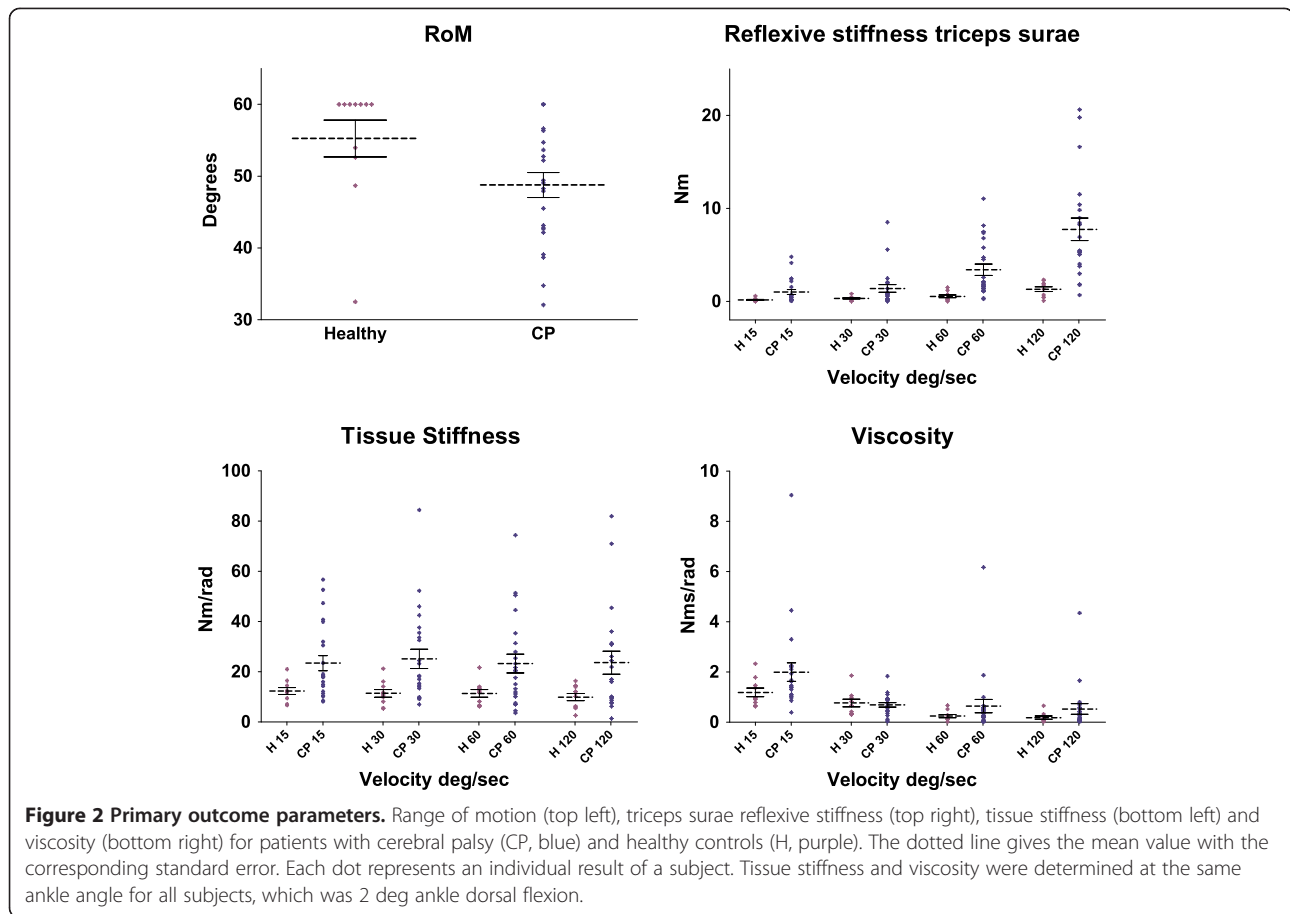 RoM
Degrees
60
50
40
30
Healthy
CP
Reflexive stiffness triceps surae
Nm
20
10
0
H 15
CP 15
H 30
CP 30
H 60
CP 60
H 120
CP 120
Velocity deg/sec
Tissue Stiffness
Nm/rad
100
80
60
40
20
0
H 15
CP 15
H 30
CP 30
H 60
CP 60
H 120
CP 120
Velocity deg/sec
Viscosity
Nms/rad
10
8
6
4
2
0
H 15
CP 15
H 30
CP 30
H 60
CP 60
H 120
CP 120
Velocity deg/sec
Figure 2 Primary outcome parameters. Range of motion (top left), triceps surae reflexive stiffness (top right), tissue stiffness (bottom left) and
viscosity (bottom right) for patients with cerebral palsy (CP, blue) and healthy controls (H, purple). The dotted line gives the mean value with the
corresponding standard error. Each dot represents an individual result of a subject. Tissue stiffness and viscosity were determined at the same
ankle angle for all subjects, which was 2 deg ankle dorsal flexion.